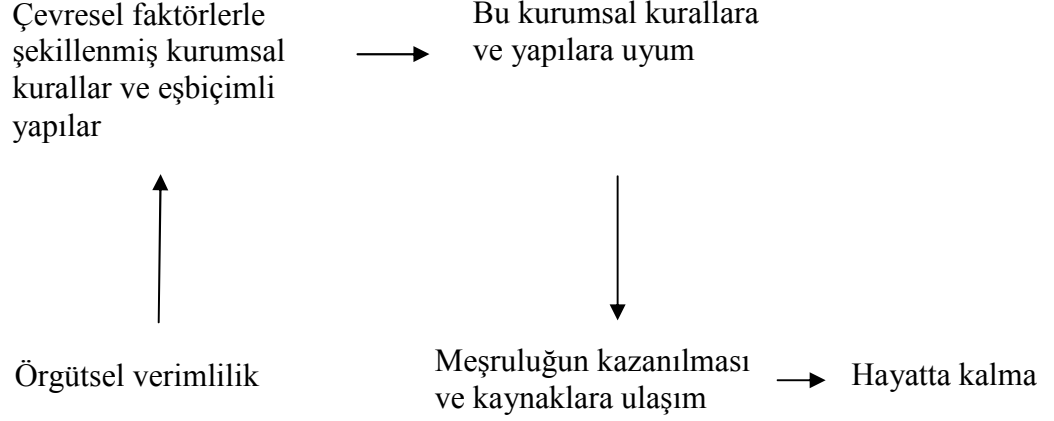 Çevresel faktörlerle
şekillenmiş kurumsal
kurallar ve eşbiçimli
yapılar
Bu kurumsal kurallara
ve yapılara uyum
Örgütsel verimlilik
Meşruluğun kazanılması
ve kaynaklara ulaşım
Hayatta kalma